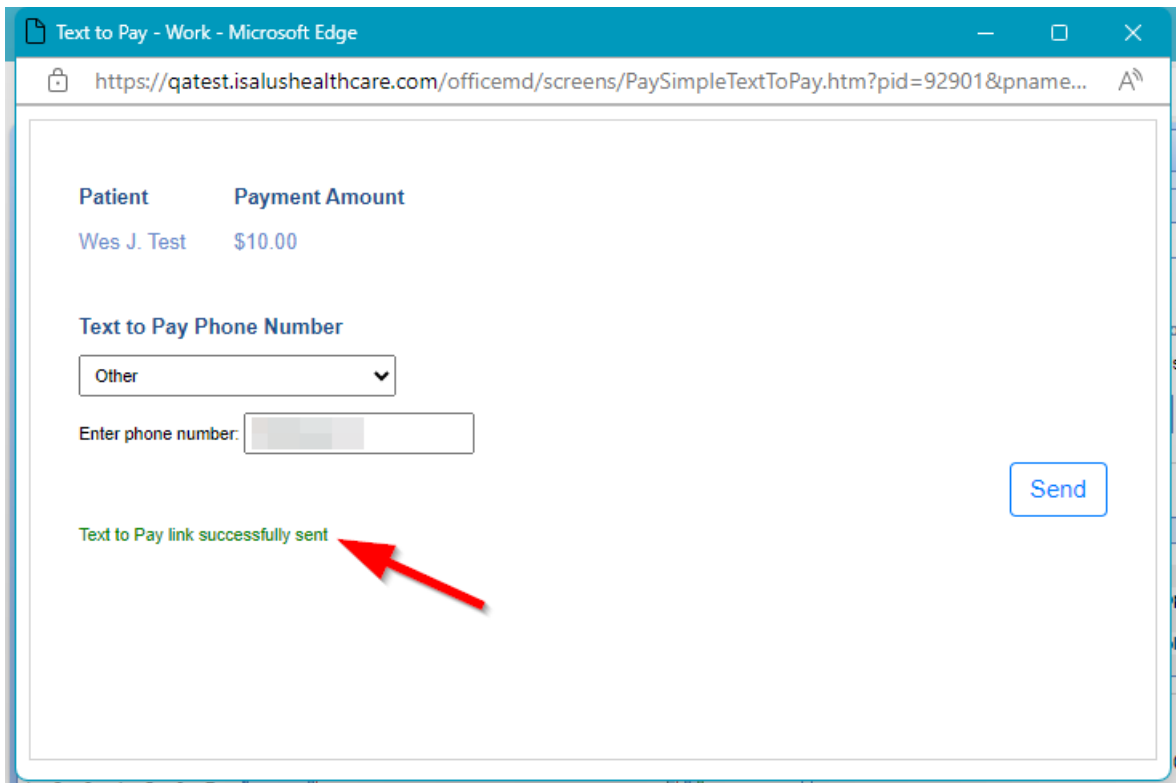 Text to Pay - Work - Microsoft Edge
https://qatest.isalushealthcare.com/officemd/screens/PaySimpleTextToPay.htm?pid=92901&pname...
Patient Payment Amount
Wes J. Test $10.00
Text to Pay Phone Number
Other
Enter phone number:
Send
Text to Pay link successfully sent